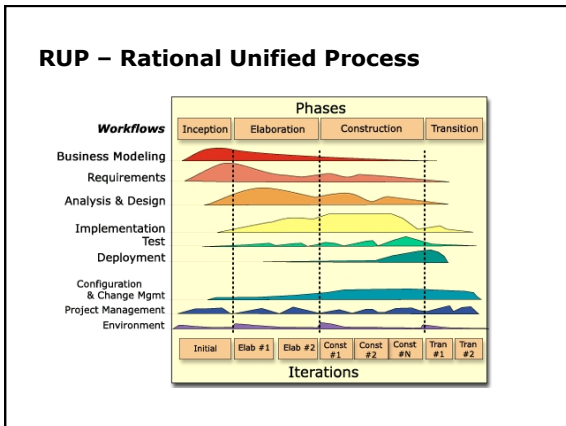 RUP – Rational Unified Process
Phases
Workflows Inception Elaboration Construction Transition
Business Modeling
Requirements
Analysis & Design
Implementation
Test
Deployment
Configuration
& Change Mgmt
Project Management
Environment
Initial Elab #1 Elab #2 Const #1 Const #2 Const #N Tran #1 Tran #2
Iterations